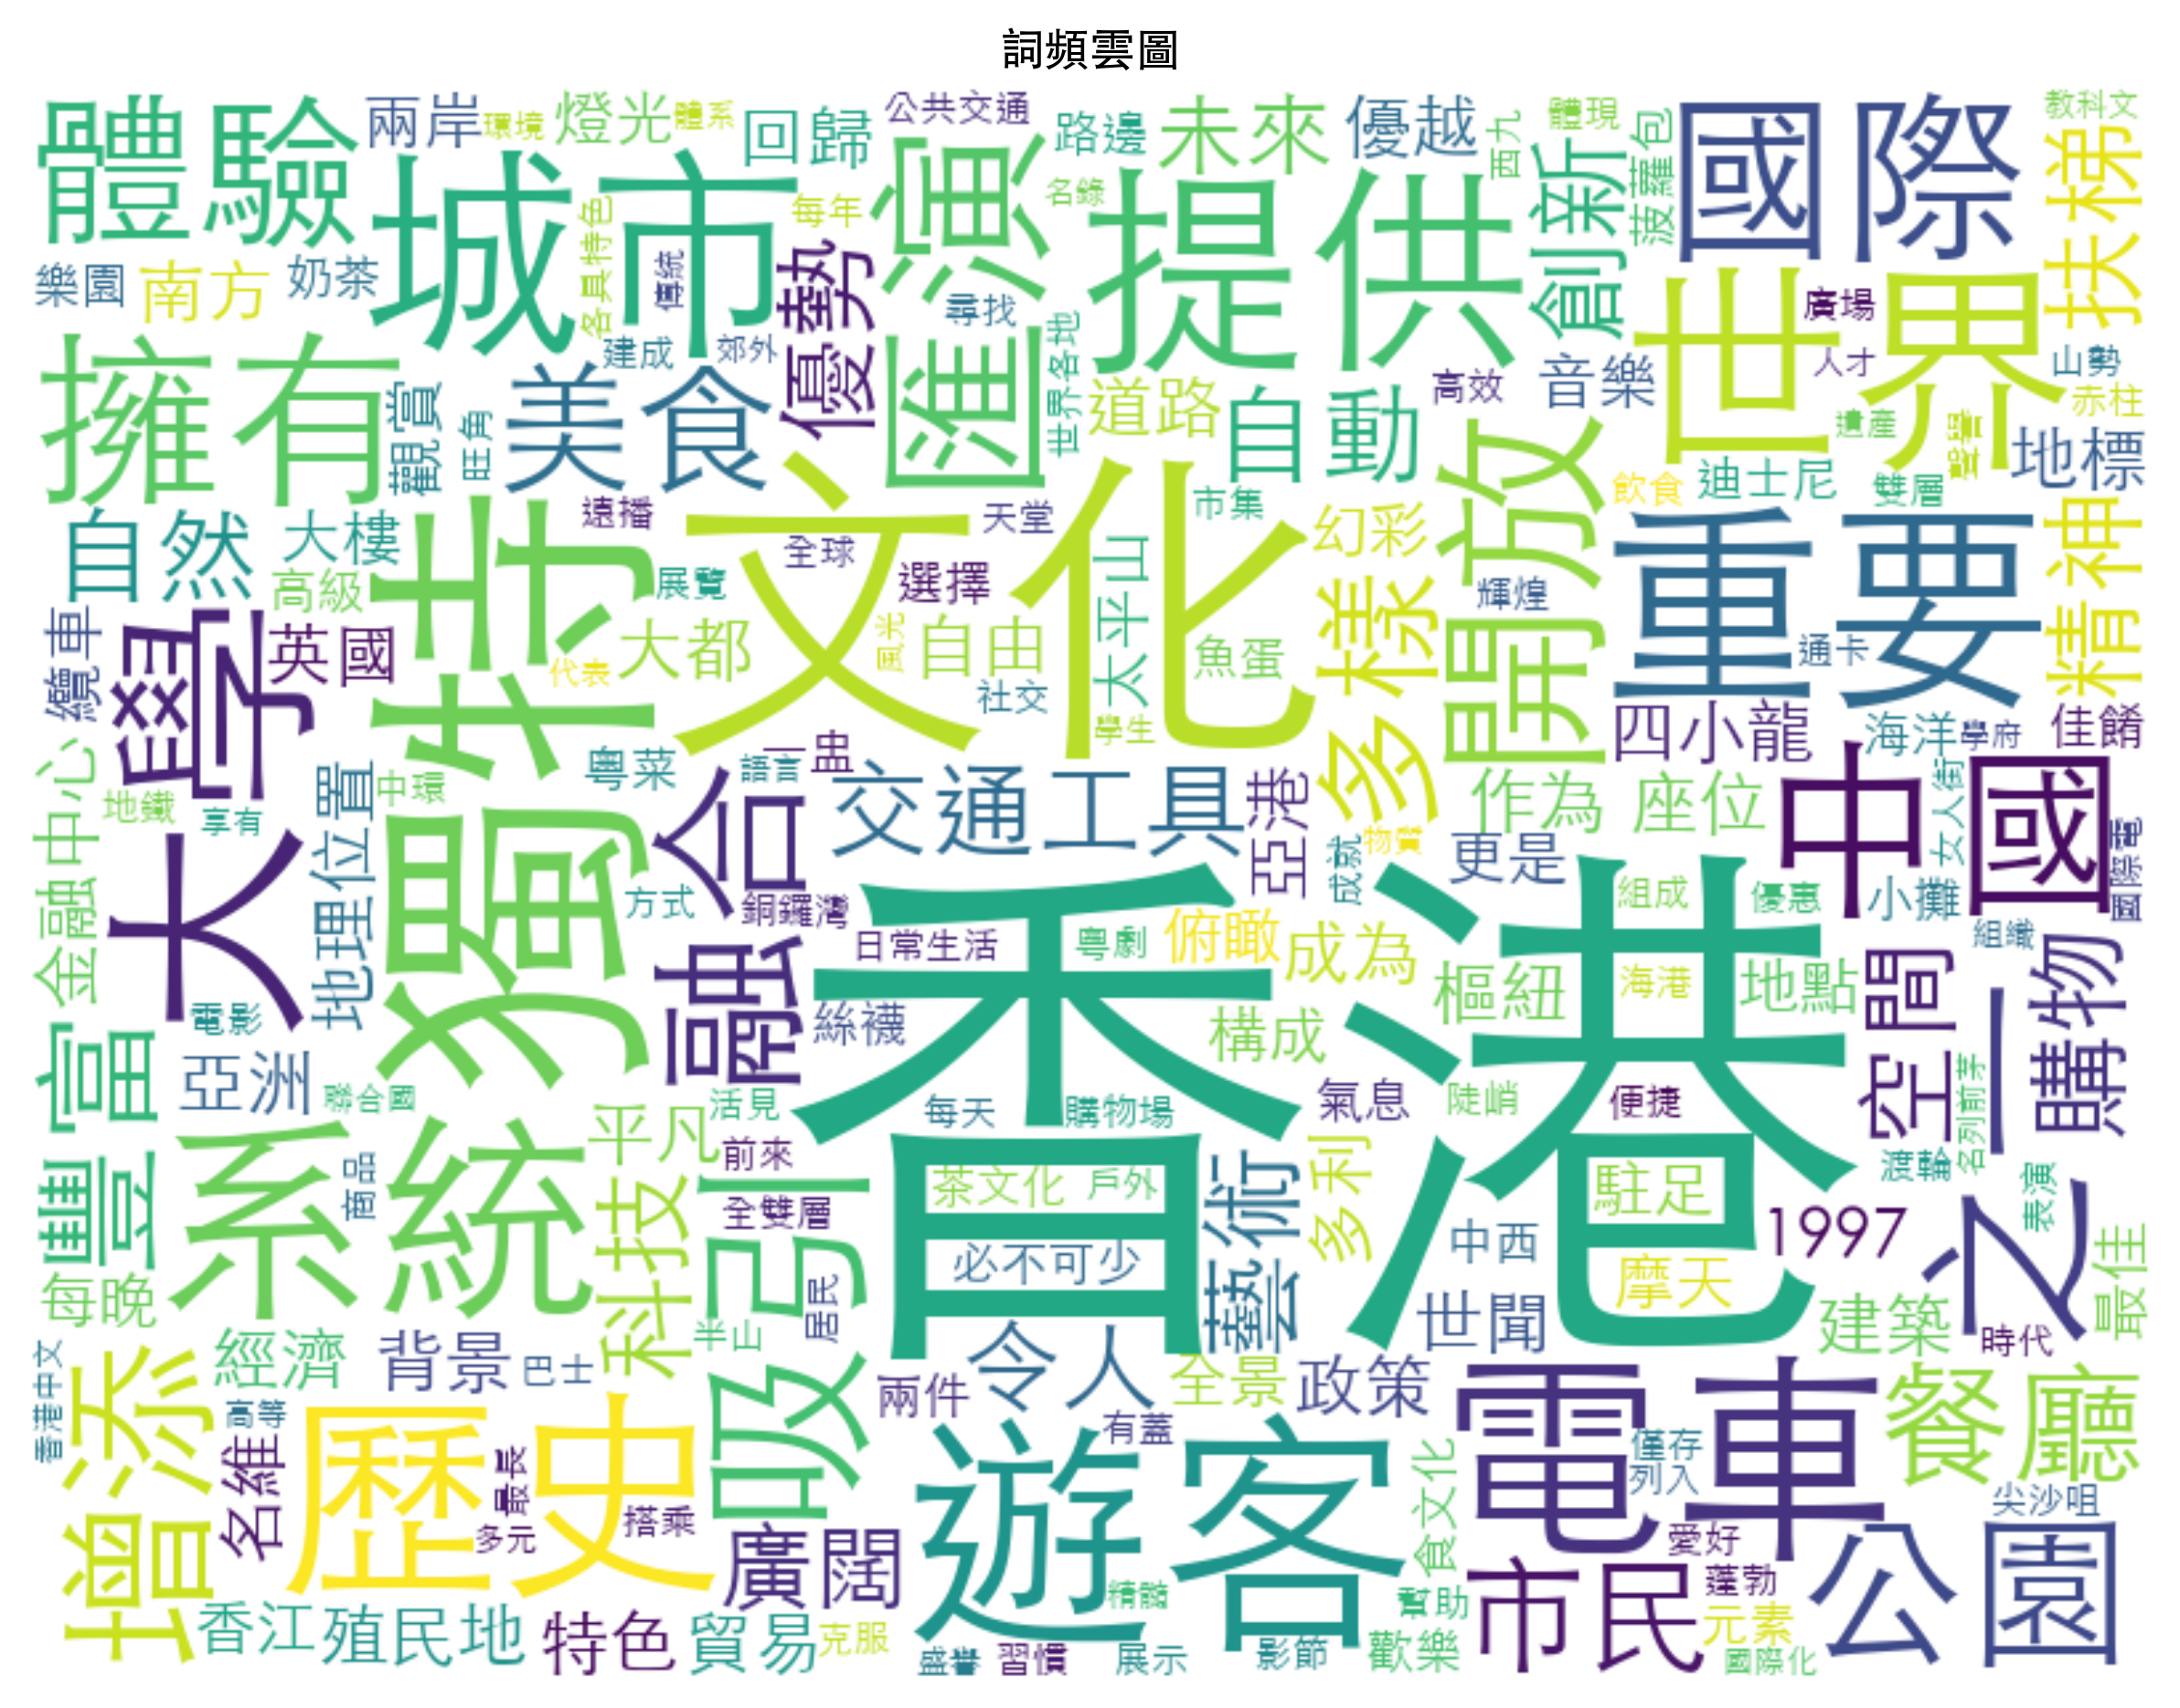 詞頻雲圖
體驗
兩岸
環境
燈光
體系
回歸
公共交通
路邊
未來
優越
西九
體現
菠蘿包
國際
教科文
扶梯
城市
各具特色
傳統
每年
名錄
匯演
提供
創新
樂園
南方
奶茶
優勢
尋找
世界各地
世界
廣場
人才
山勢
擁有
觀賞
旺角
建成
郊外
美食
道路
自動
高效
音樂
遺產
赤柱
地標
自然
大樓
遠播
文化
天堂
市集
幻彩
開放
飲食
迪士尼
雙層
高級
獨特
展覽
全球
選擇
太平山
多樣
輝煌
重要
精神
纜車
大學
英國
代表
大都
風光
自由
社交
魚蛋
學生
通卡
四小龍
海洋
學府
佳餚
金融中心
地鐵
享有
地理位置
中環
粵菜
語言
融合
交通工具
亞港
成就
物質
作為
座位
更是
中國
女人街
國際電
方式
銅鑼灣
日常生活
粵劇
俯瞰
成為
組成
優惠
小攤
組織
電影
絲襪
香港
樞紐
海港
地點
空間
購物
豐富
亞洲
聯合國
構成
氣息
陡峭
便捷
名列前茅
之一
系統
商品
平凡
活見
前來
每天
購物場
茶文化
戶外
藝術
多利
駐足
渡輪
表演
全雙層
吸引
科技
必不可少
中西
摩天
1997
每晚
居民
半山
世聞
建築
最佳
時代
香港中文
經濟
背景
巴士
令人
全景
政策
兩件
電車
餐廳
增添
高等
名維
歷史
最長
多元
搭乘
遊客
有蓋
食文化
僅存
列入
尖沙咀
廣闊
愛好
市民
蓬勃
公園
香江
殖民地
特色
貿易
克服
精髓
幫助
元素
盛譽
習慣
展示
影節
歡樂
國際化